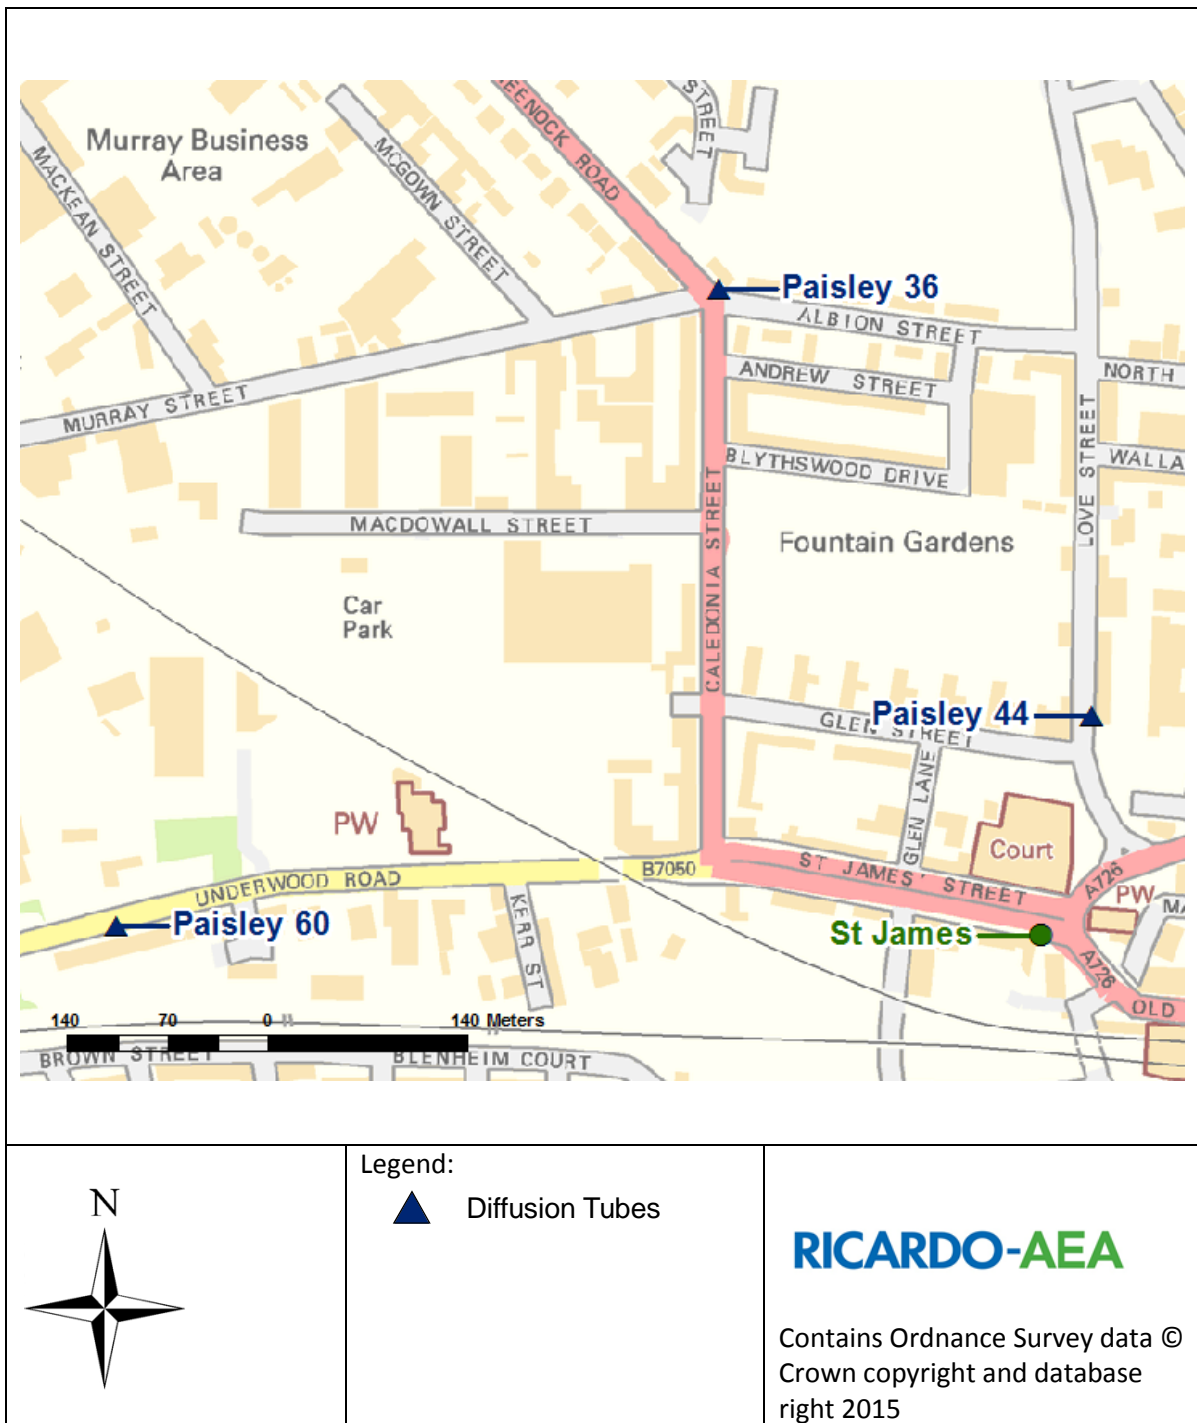 Murray Business
Area
MACKEAN STREET
MCGOWN STREET
EENOCK ROAD
STREET
Paisley 36
ALBION STREET
ANDREW STREET
NORTH
MURRAY STREET
BLYTHSWOOD DRIVE
LOVE STREET
WALLA
MACDOWALL STREET
CALEDONIA STREET
Fountain Gardens
Car
Park
Paisley 44
GLEN STREET
GLEN LANE
PW
Court
B7050
ST JAMES' STREET
A726
PW
MA
UNDERWOOD ROAD
KERR ST
Paisley 60
St James
A726
OLD
140 70 0 140 Meters
BROWN STREET
BLENHEIM COURT
N
Legend:
Diffusion Tubes
RICARDO-AEA
Contains Ordnance Survey data ©
Crown copyright and database
right 2015